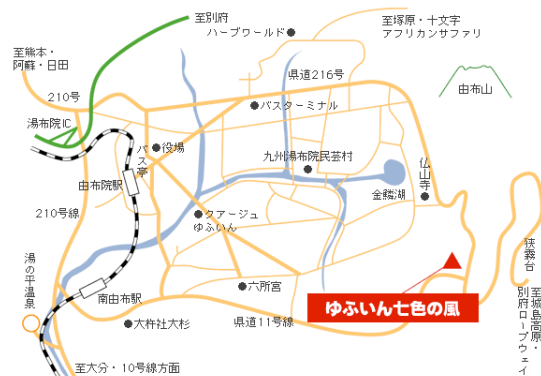 至別府
ハーブワールド
至塚原・十文字
アフリカンサファリ
至熊本・
阿蘇・日田
県道216号
由布山
210号
バスターミナル
湯布院IC
バス亭
役場
九州湯布院民芸村
仏山寺
由布院駅
金鱗湖
210号線
クアージュ
ゆふいん
狭霧台
湯の平温泉
六所宮
南由布駅
ゆふいん七色の風
至城島高原・
別府ロープウェイ
大杵社大杉
県道11号線
至大分・10号線方面